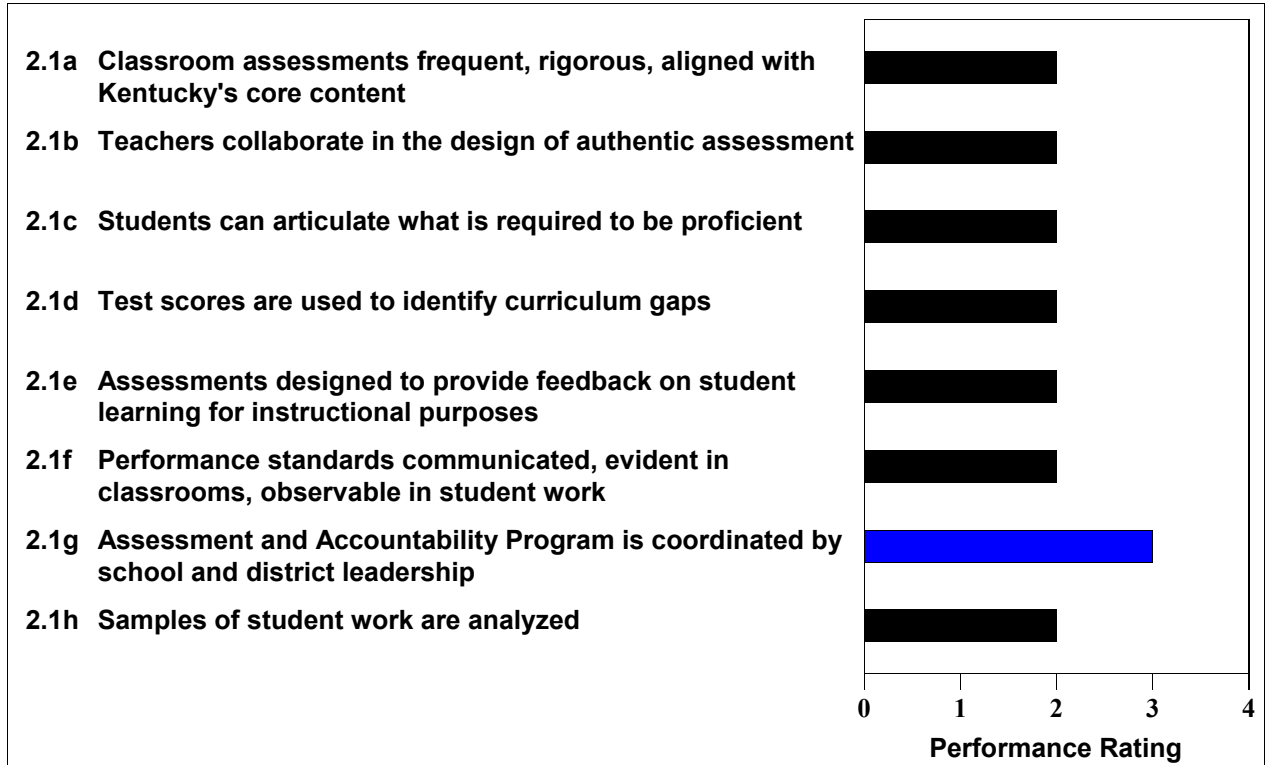 2.1a Classroom assessments frequent, rigorous, aligned with
Kentucky's core content
2.1b Teachers collaborate in the design of authentic assessment
2.1c Students can articulate what is required to be proficient
2.1d Test scores are used to identify curriculum gaps
2.1e Assessments designed to provide feedback on student
learning for instructional purposes
2.1f Performance standards communicated, evident in
classrooms, observable in student work
2.1g Assessment and Accountability Program is coordinated by
school and district leadership
2.1h Samples of student work are analyzed
0 1 2 3 4
Performance Rating